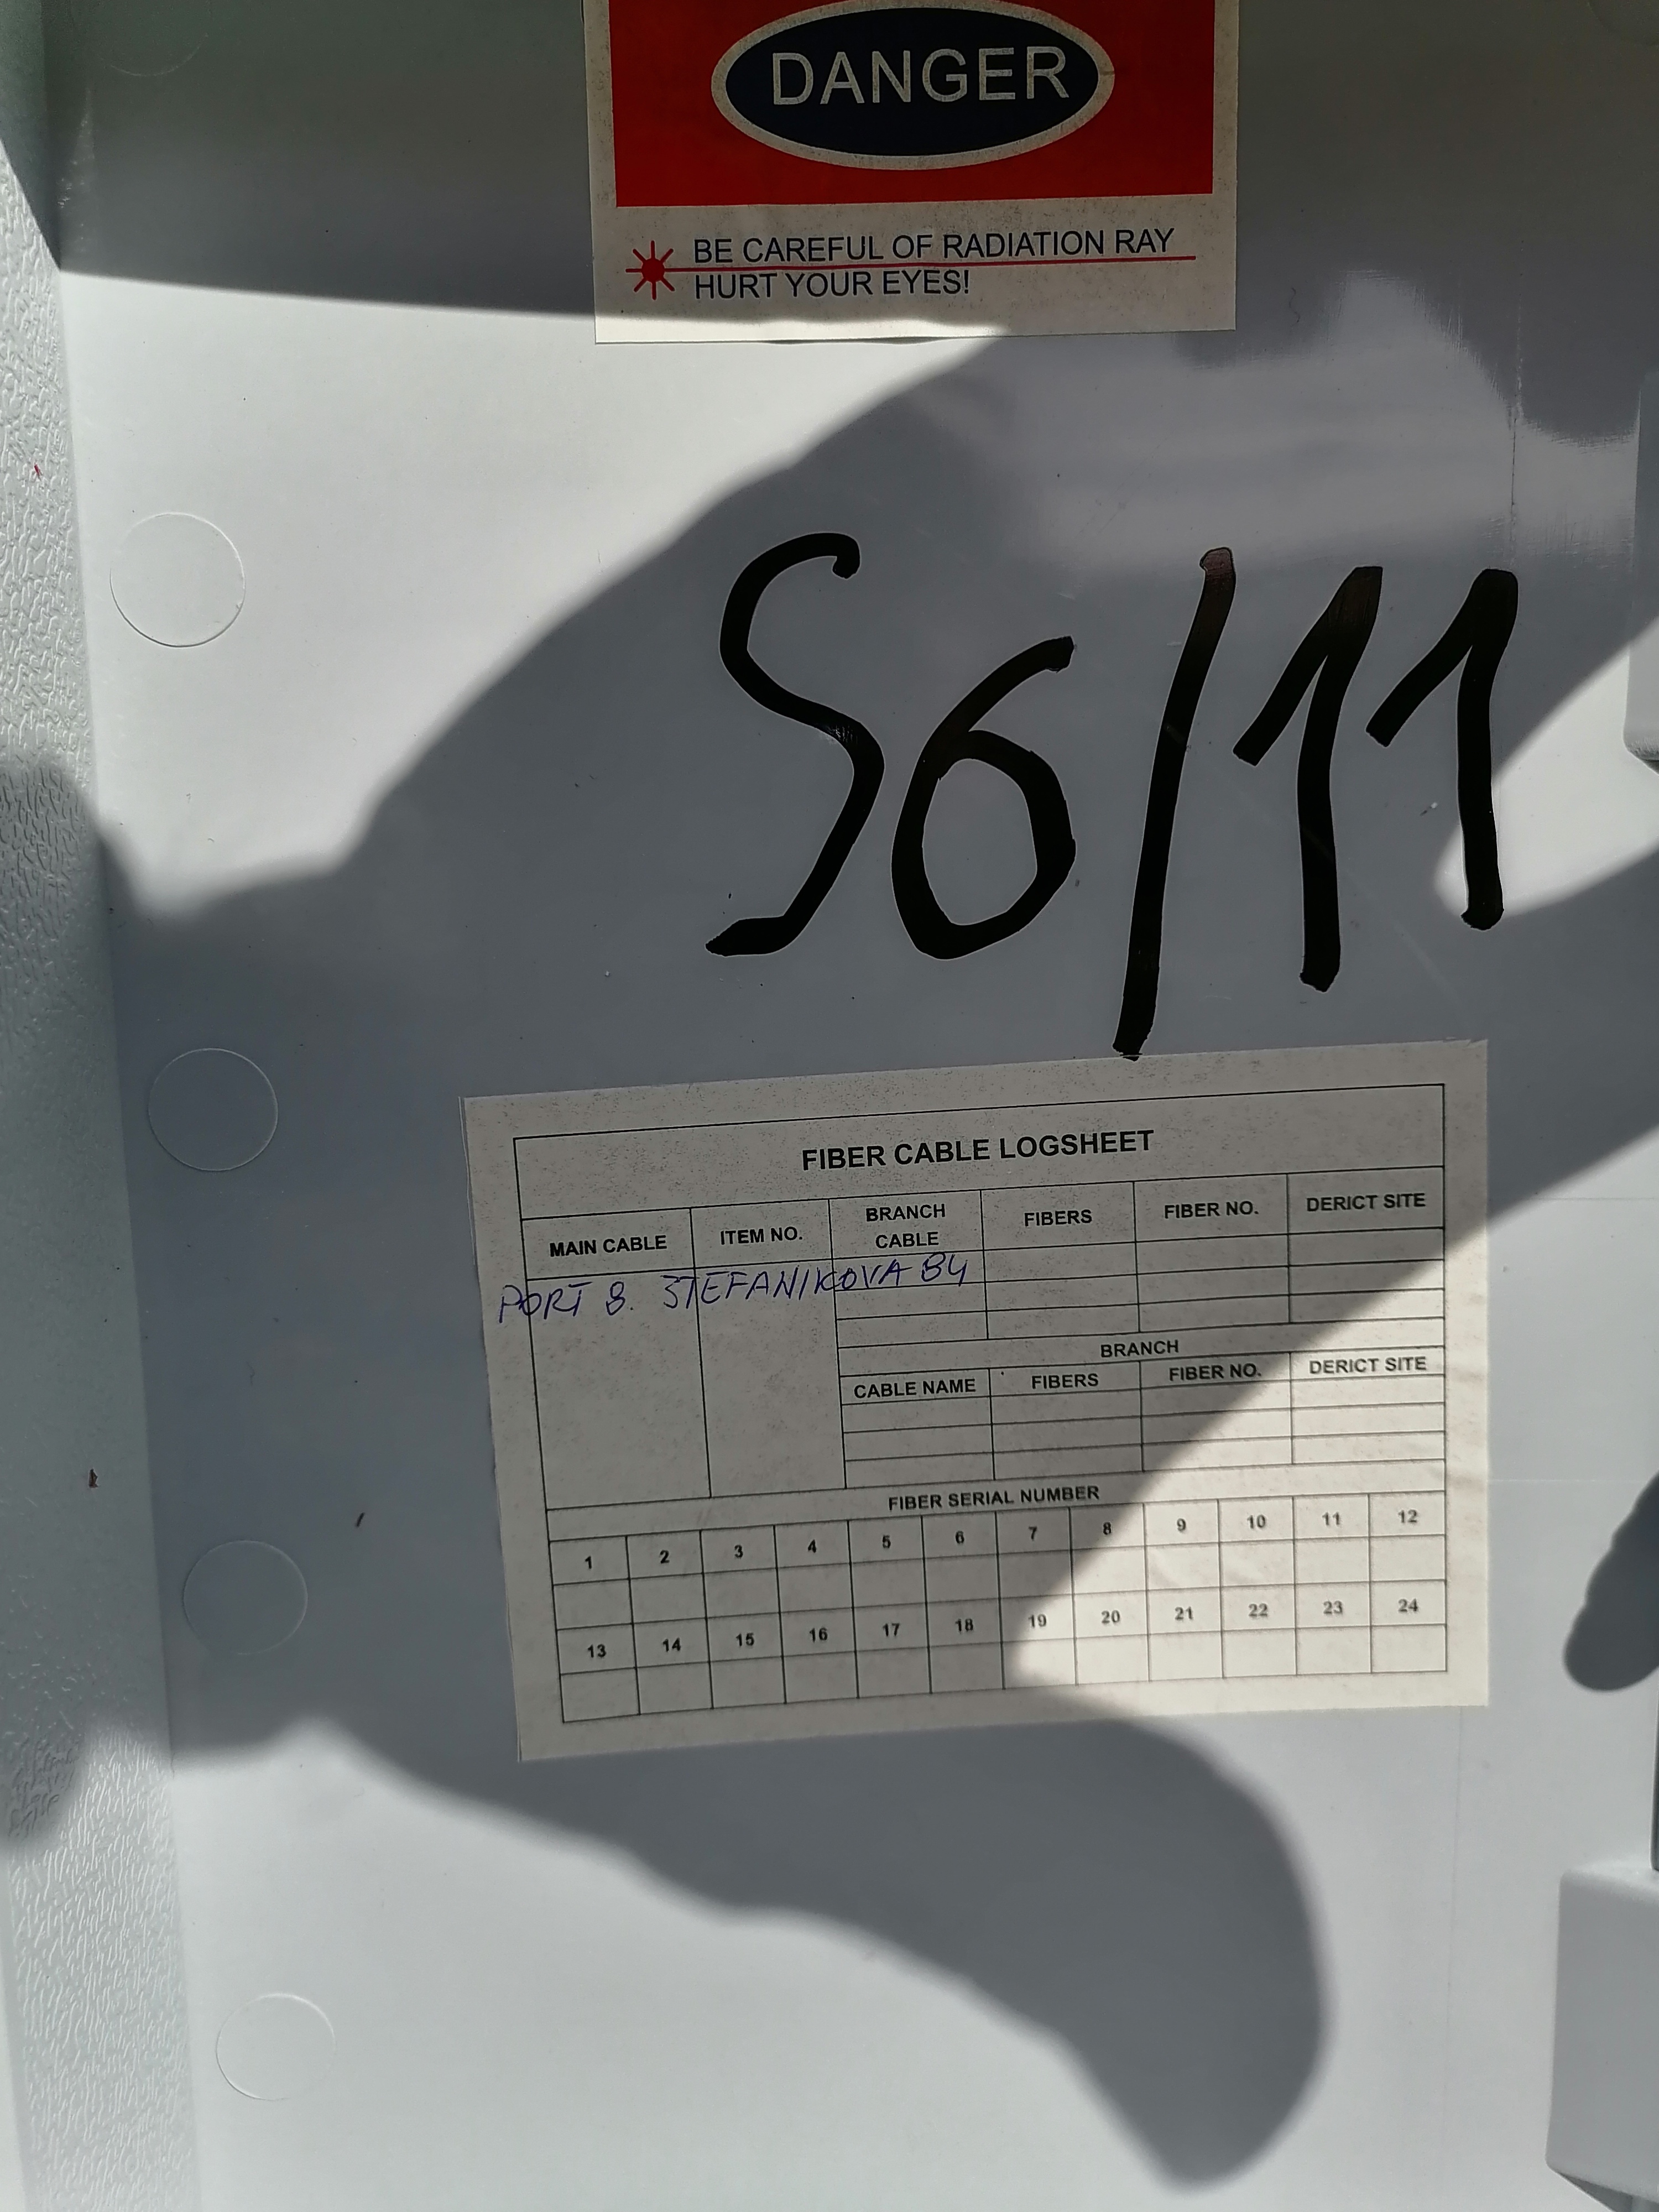 DANGER
BE CAREFUL OF RADIATION RAY
HURT YOUR EYES!
S6/11
FIBER CABLE LOGSHEET
MAIN CABLE ITEM NO. BRANCH CABLE FIBERS FIBER NO. DERICT SITE
PORT 8. STEFANIKOVA 84
BRANCH
CABLE NAME FIBERS FIBER NO. DERICT SITE
FIBER SERIAL NUMBER
1 2 3 4 5 6 7 8 9 10 11 12
13 14 15 16 17 18 19 20 21 22 23 24